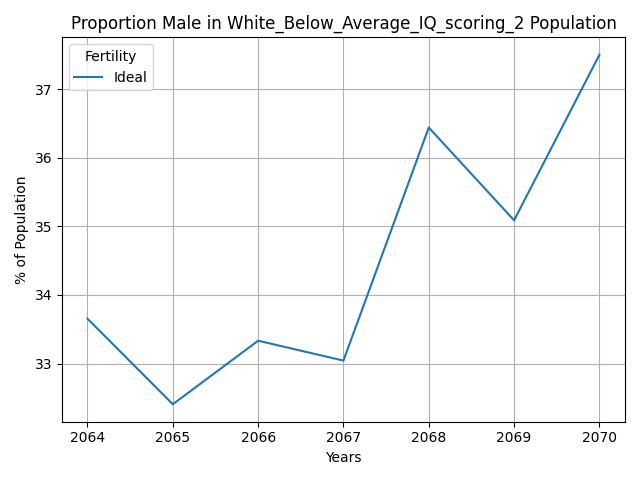 Proportion Male in White_Below_Average_IQ_scoring_2 Population
Fertility
Ideal
% of Population
37
36
35
34
33
2064 2065 2066 2067 2068 2069 2070
Years